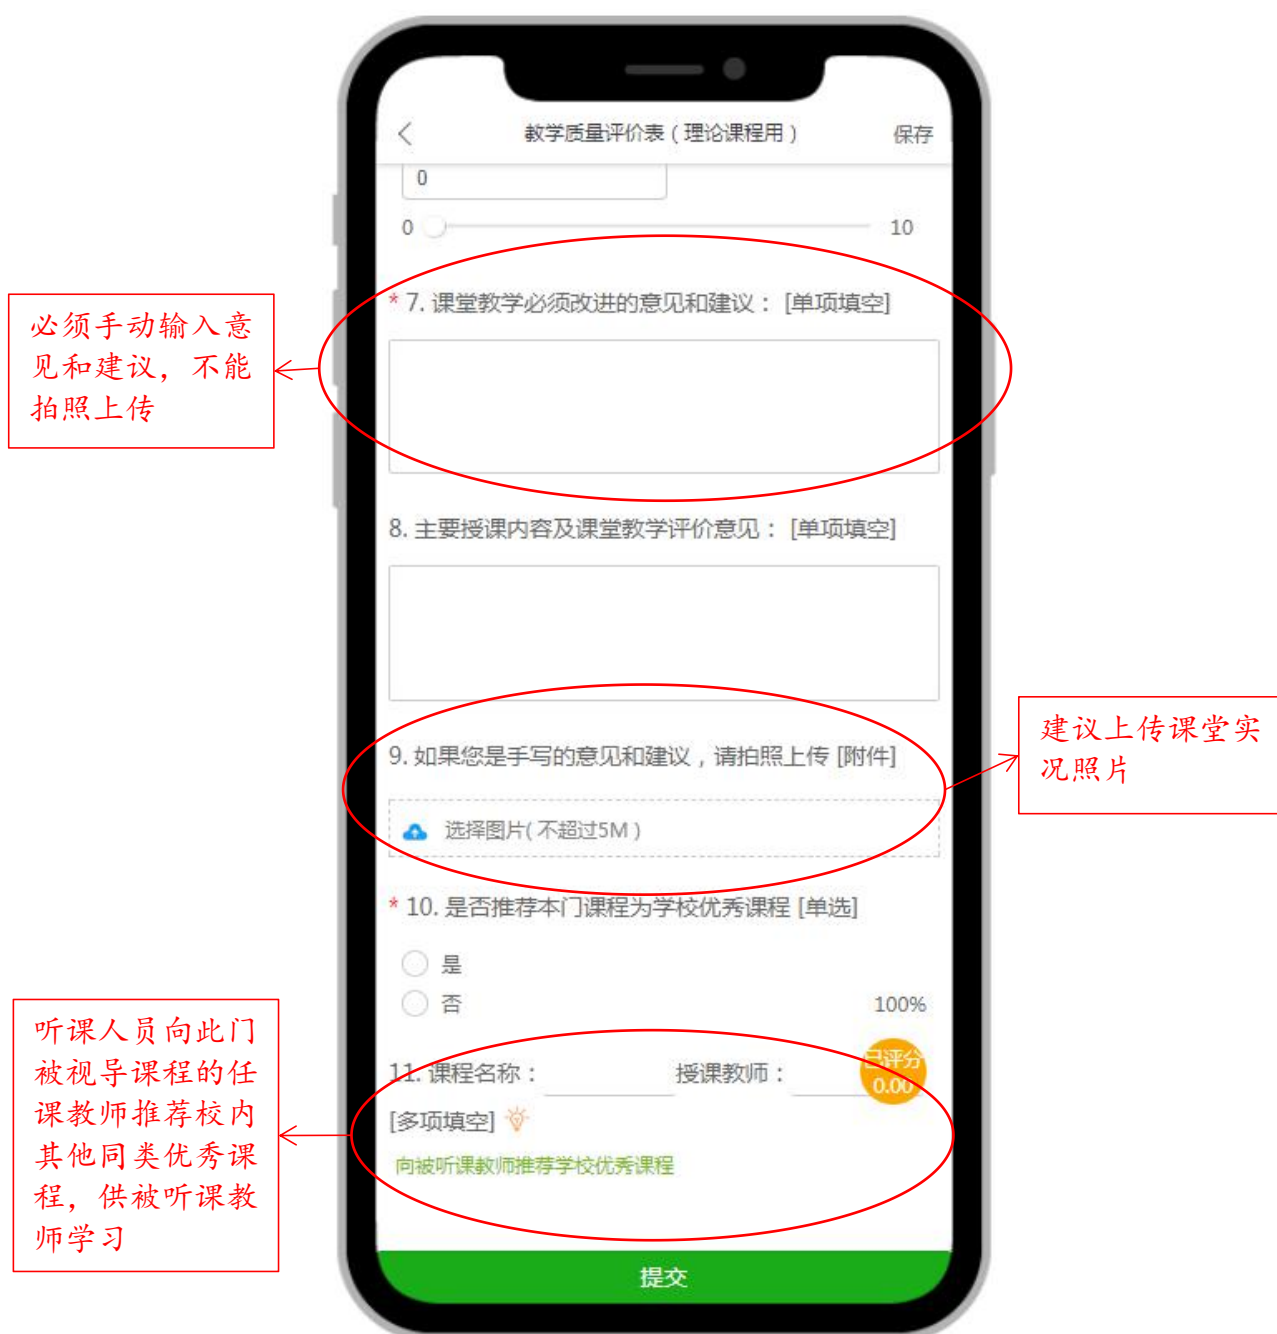 教学质量评价表（理论课程用）
保存
0
0
10
* 7. 课堂教学必须改进的意见和建议： [单项填空]
必须手动输入意
见和建议，不能
拍照上传
8. 主要授课内容及课堂教学评价意见： [单项填空]
9. 如果您是手写的意见和建议，请拍照上传 [附件]
建议上传课堂实
况照片
选择图片(不超过5M)
* 10. 是否推荐本门课程为学校优秀课程 [单选]
是
否
100%
已评分
0.00
11. 课程名称： 授课教师：
[多项填空]
向被听课教师推荐学校优秀课程
听课人员向此门
被视导课程的任
课教师推荐校内
其他同类优秀课
程，供被听课教
师学习
提交